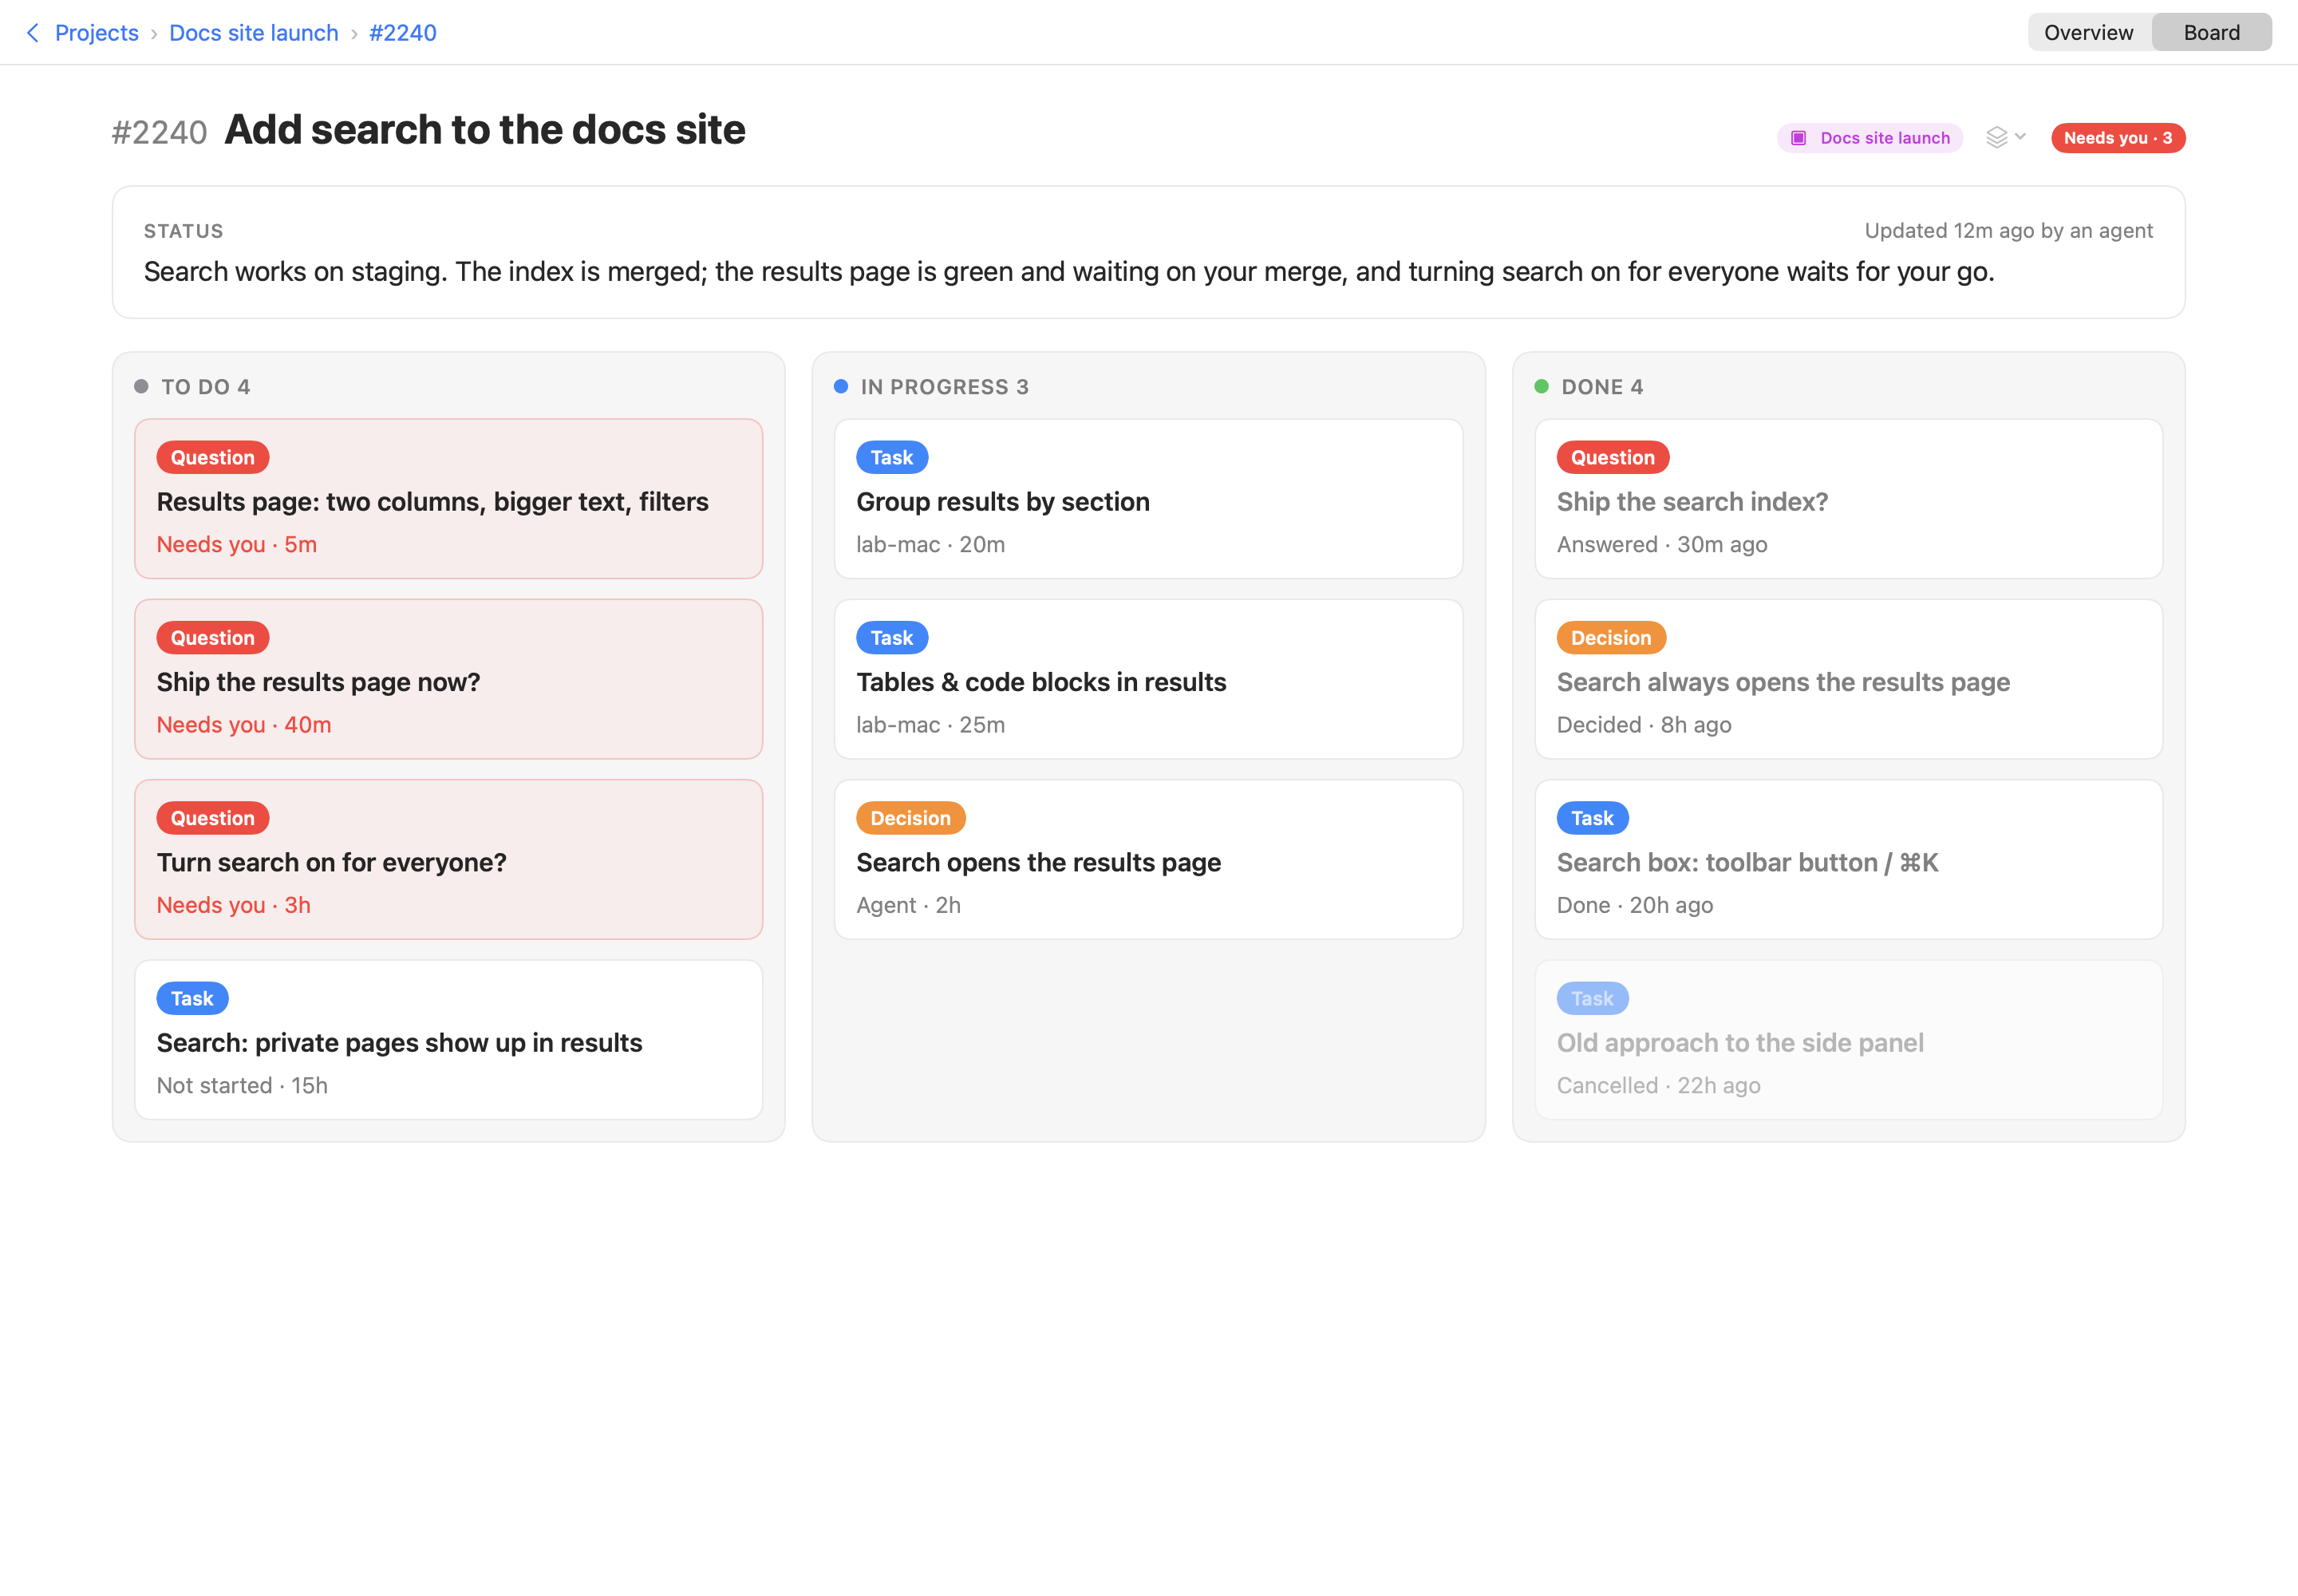 Projects › Docs site launch › #2240
Overview Board
#2240 Add search to the docs site
Docs site launch
Needs you · 3
STATUS
Updated 12m ago by an agent
Search works on staging. The index is merged; the results page is green and waiting on your merge, and turning search on for everyone waits for your go.
TO DO 4
Question
Results page: two columns, bigger text, filters
Needs you · 5m
Question
Ship the results page now?
Needs you · 40m
Question
Turn search on for everyone?
Needs you · 3h
Task
Search: private pages show up in results
Not started · 15h
IN PROGRESS 3
Task
Group results by section
lab-mac · 20m
Task
Tables & code blocks in results
lab-mac · 25m
Decision
Search opens the results page
Agent · 2h
DONE 4
Question
Ship the search index?
Answered · 30m ago
Decision
Search always opens the results page
Decided · 8h ago
Task
Search box: toolbar button / ⌘K
Done · 20h ago
Task
Old approach to the side panel
Cancelled · 22h ago